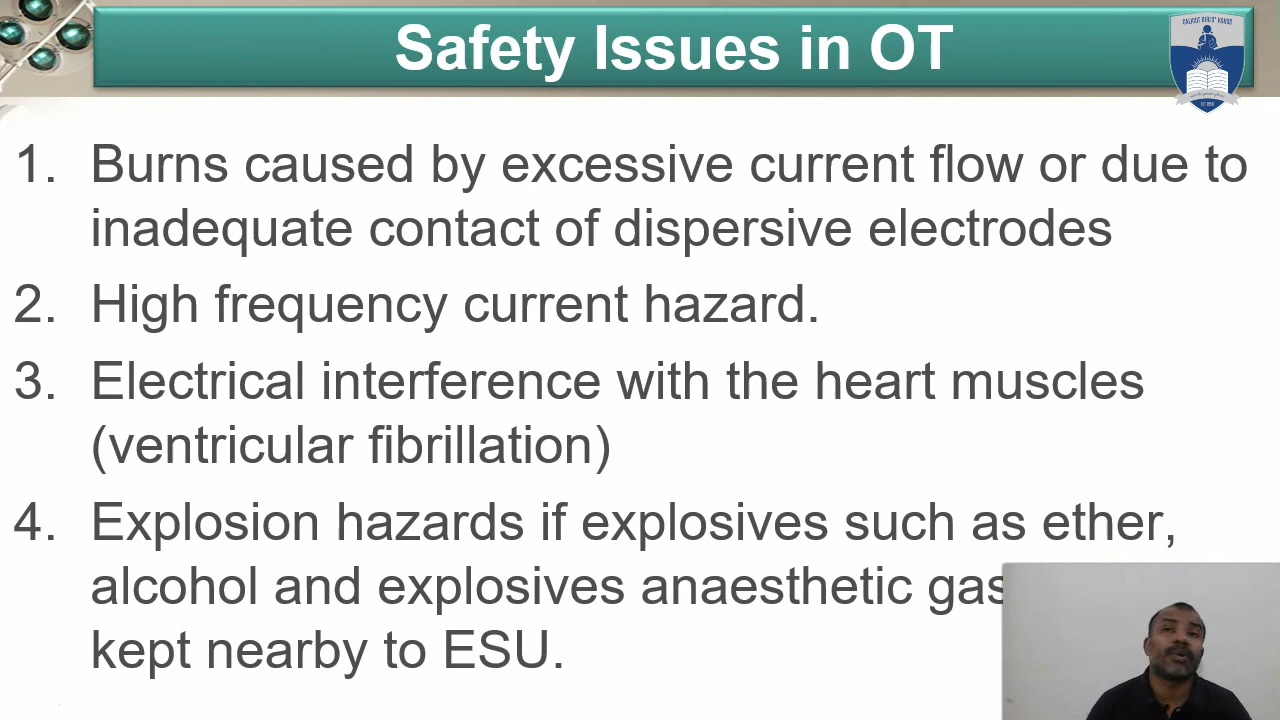 Safety Issues in OT
1. Burns caused by excessive current flow or due to
inadequate contact of dispersive electrodes
2. High frequency current hazard.
3. Electrical interference with the heart muscles
(ventricular fibrillation)
4. Explosion hazards if explosives such as ether,
alcohol and explosives anaesthetic gas
kept nearby to ESU.